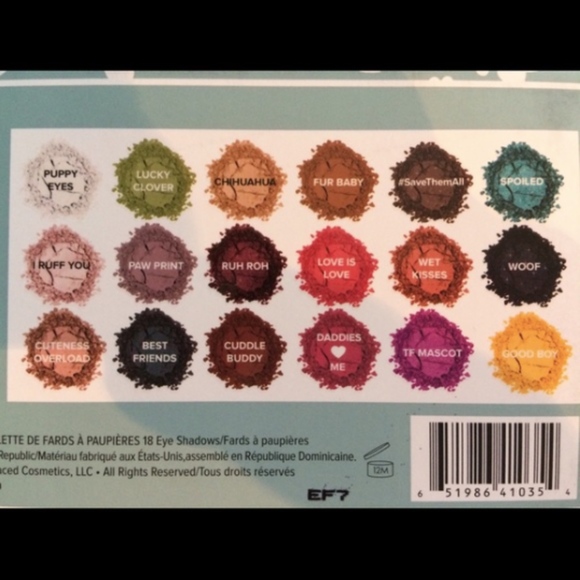 PUPPY EYES
LUCKY CLOVER
CHIHUAHUA
FUR BABY
#SaveThemAll
SPOILED
I RUFF YOU
PAW PRINT
RUH ROH
LOVE IS LOVE
WET KISSES
WOOF
CUTENESS OVERLOAD
BEST FRIENDS
CUDDLE BUDDY
DADDIES ♥ ME
TF MASCOT
GOOD BOY
LETTE DE FARDS À PAUPIÈRES 18 Eye Shadows/Fards à paupières
Republic/Matériau fabriqué aux États-Unis,assemblé en République Dominicaine.
ced Cosmetics, LLC • All Rights Reserved/Tous droits réservés
12M
EF7
6 51986 41035 4